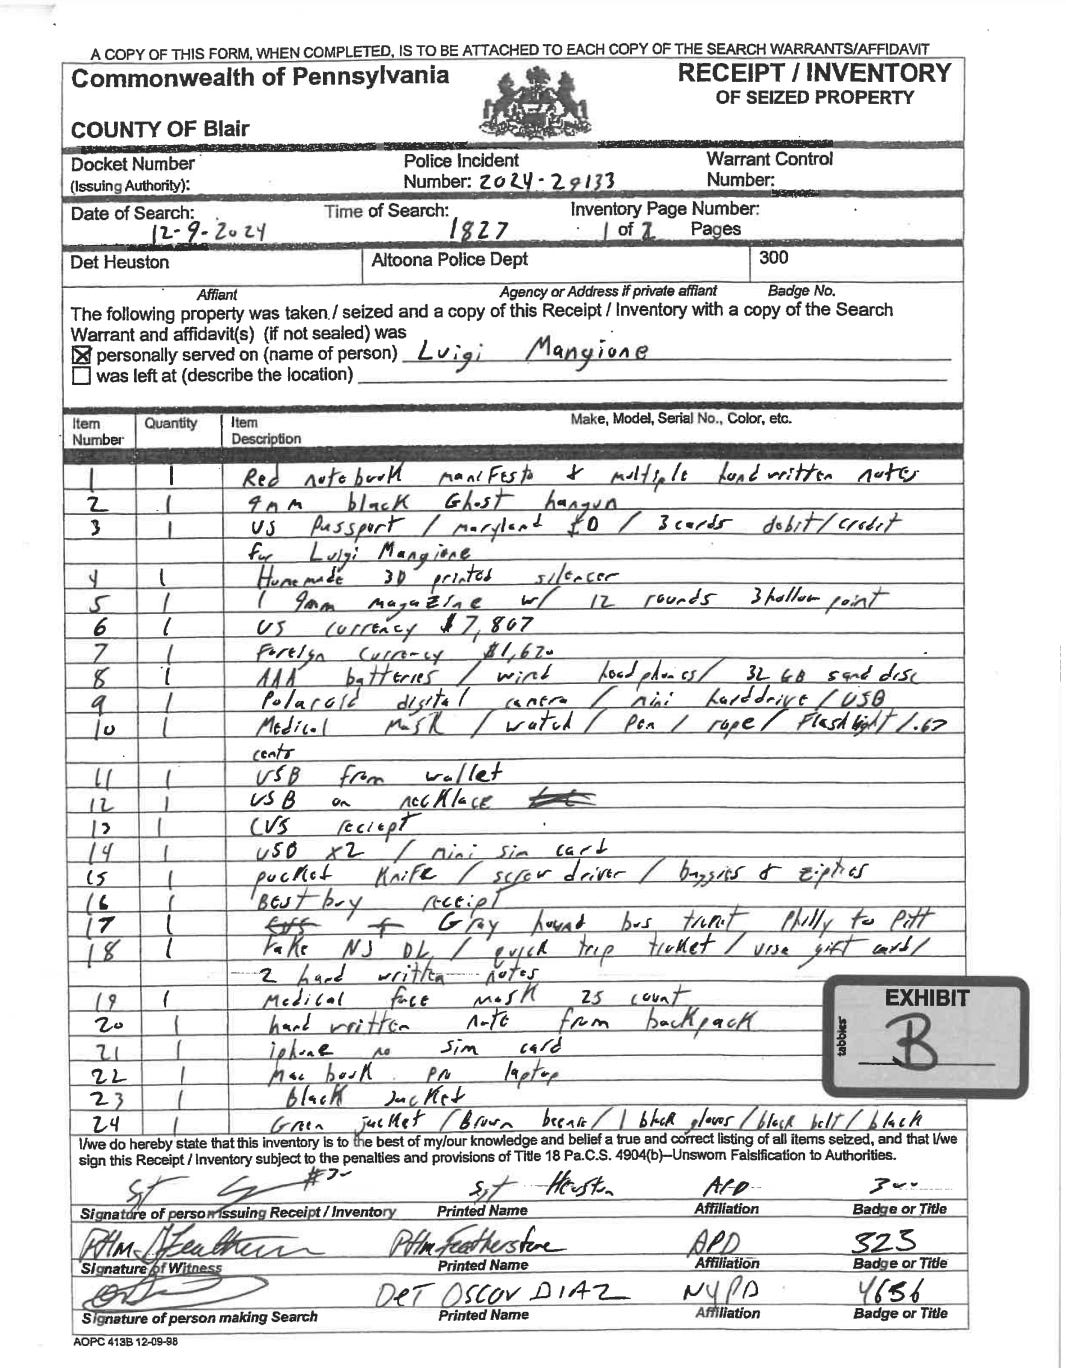 A COPY OF THIS FORM, WHEN COMPLETED, IS TO BE ATTACHED TO EACH COPY OF THE SEARCH WARRANTS/AFFIDAVIT
Commonwealth of Pennsylvania
RECEIPT / INVENTORY
OF SEIZED PROPERTY
COUNTY OF Blair
Docket Number
(Issuing Authority):
Police Incident
Number: 2024-29133
Warrant Control
Number:
Date of Search:
12-9-2024
Time of Search:
1827
Inventory Page Number:
1 of 2 Pages
Det Heuston
Altoona Police Dept
300
Affiant
Agency or Address if private affiant
Badge No.
The following property was taken / seized and a copy of this Receipt / Inventory with a copy of the Search
Warrant and affidavit(s) (if not sealed) was
☒ personally served on (name of person) Luigi Mangione
☐ was left at (describe the location)
Item Number
Quantity
Item Description
Make, Model, Serial No., Color, etc.
1 1 Red notebook manifesto & multiple hand written notes
2 1 9mm black Ghost hangun
3 1 US Passport / Maryland ID / 3 cards debit/credit
for Luigi Mangione
4 1 Homemade 3D printed silencer
5 1 1 9mm magazine w/ 12 rounds 3 hollow point
6 1 US currency $7,807
7 1 Foreign Currency $1,620
8 1 AAA batteries / wind headphones / 32 GB sand disc
9 1 Polaroid digital camera / mini harddrive / USB
10 1 Medical mask / watch / pen / rope / Flashlight / .67
cents
11 1 USB from wallet
12 1 USB on necklace
13 1 CVS reciept
14 1 USB x2 / mini sim card
15 1 pocket Knife / screw driver / baggies & zipties
16 1 Best buy receipt
17 1 Gray hound bus ticket Philly to Pitt
18 1 Fake NJ DL / quick trip ticket / visa gift card /
2 hand written notes
19 1 Medical face mask 25 count
20 1 hand written note from backpack
21 1 iphone no sim card
22 1 Mac book pro laptop
23 1 black Jacket
24 1 Green jacket / Brown beenie / 1 black gloves / black belt / black
EXHIBIT
B
tabbies
I/we do hereby state that this inventory is to the best of my/our knowledge and belief a true and correct listing of all items seized, and that I/we
sign this Receipt / Inventory subject to the penalties and provisions of Title 18 Pa.C.S. 4904(b)–Unsworn Falsification to Authorities.
Sgt Heuston APD 300
Signature of person issuing Receipt / Inventory
Printed Name
Affiliation
Badge or Title
Ptlm Featherstone APD 323
Signature of Witness
Printed Name
Affiliation
Badge or Title
DET OSCAR DIAZ NYPD 4656
Signature of person making Search
Printed Name
Affiliation
Badge or Title
AOPC 413B 12-09-98